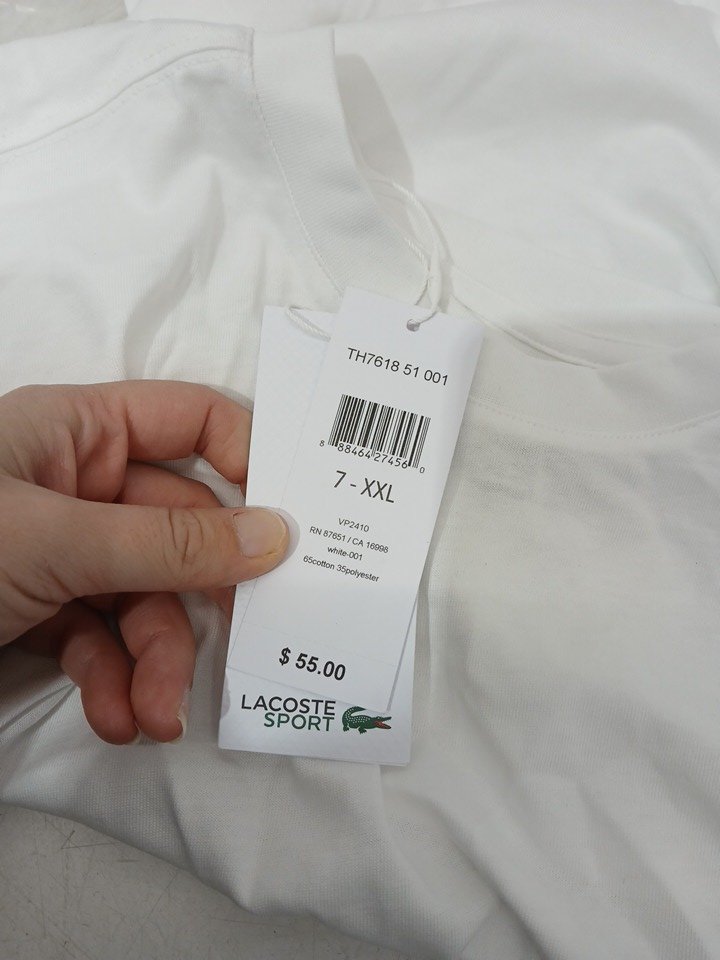 TH7618 51 001
8 88464 27456 0
7 - XXL
VP2410
RN 87651 / CA 16998
white-001
65cotton 35polyester
$ 55.00
LACOSTE
SPORT